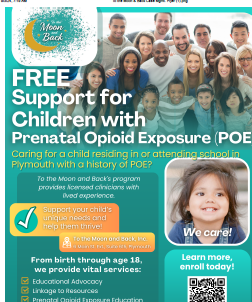 To the
Moon
and
Back
FREE
Support for
Children with
Prenatal Opioid Exposure (POE
Caring for a child residing in or attending school in
Plymouth with a history of POE?
To the Moon and Back's program
provides licensed clinicians with
lived experience.
Support your child's
unique needs and
help them thrive!
To the Moon and Back, Inc.
We care!
From birth through age 18,
we provide vital services:
Educational Advocacy
Linkage to Resources
Prenatal Opioid Exposure Education
Learn more,
enroll today!